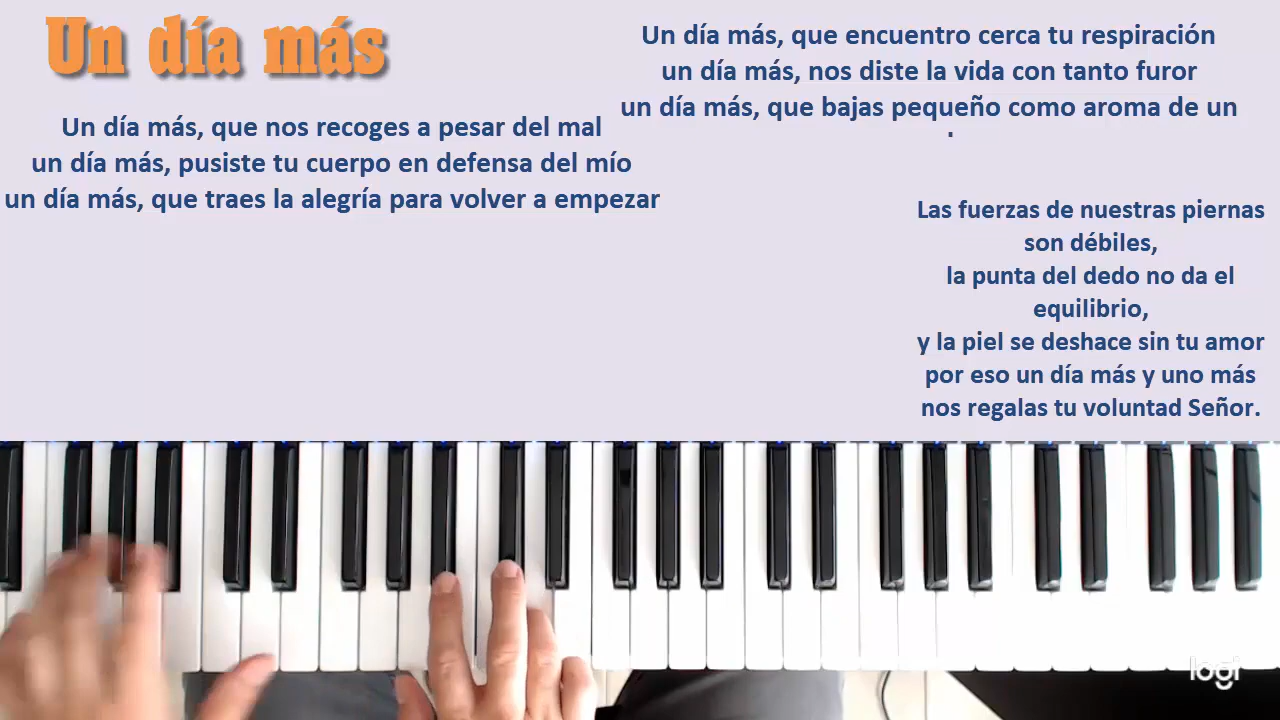 Un día más
Un día más, que nos recoges a pesar del mal
un día más, pusiste tu cuerpo en defensa del mío
un día más, que traes la alegría para volver a empezar
Un día más, que encuentro cerca tu respiración
un día más, nos diste la vida con tanto furor
un día más, que bajas pequeño como aroma de un
Las fuerzas de nuestras piernas
son débiles,
la punta del dedo no da el
equilibrio,
y la piel se deshace sin tu amor
por eso un día más y uno más
nos regalas tu voluntad Señor.
logi